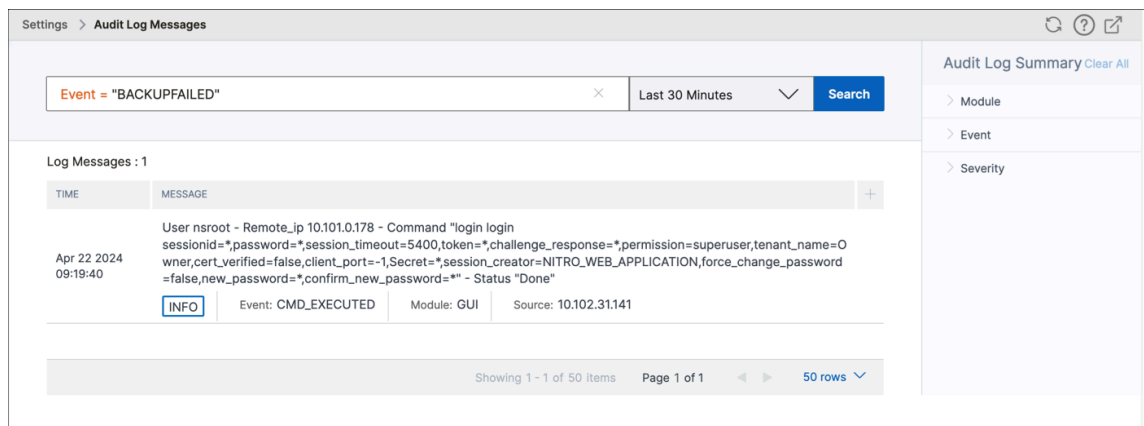 Settings > Audit Log Messages
Audit Log Summary Clear All
Event = "BACKUPFAILED"
Last 30 Minutes
Search
Module
Event
Severity
Log Messages : 1
TIME MESSAGE
User nsroot - Remote_ip 10.101.0.178 - Command "login login
sessionid=*,password=*,session_timeout=5400,token=*,challenge_response=*,permission=superuser,tenant_name=O
wner,cert_verified=false,client_port=-1,Secret=*,session_creator=NITRO_WEB_APPLICATION,force_change_password
=false,new_password=*,confirm_new_password=*" - Status "Done"
Apr 22 2024
09:19:40
INFO Event: CMD_EXECUTED Module: GUI Source: 10.102.31.141
Showing 1 - 1 of 50 items Page 1 of 1 50 rows